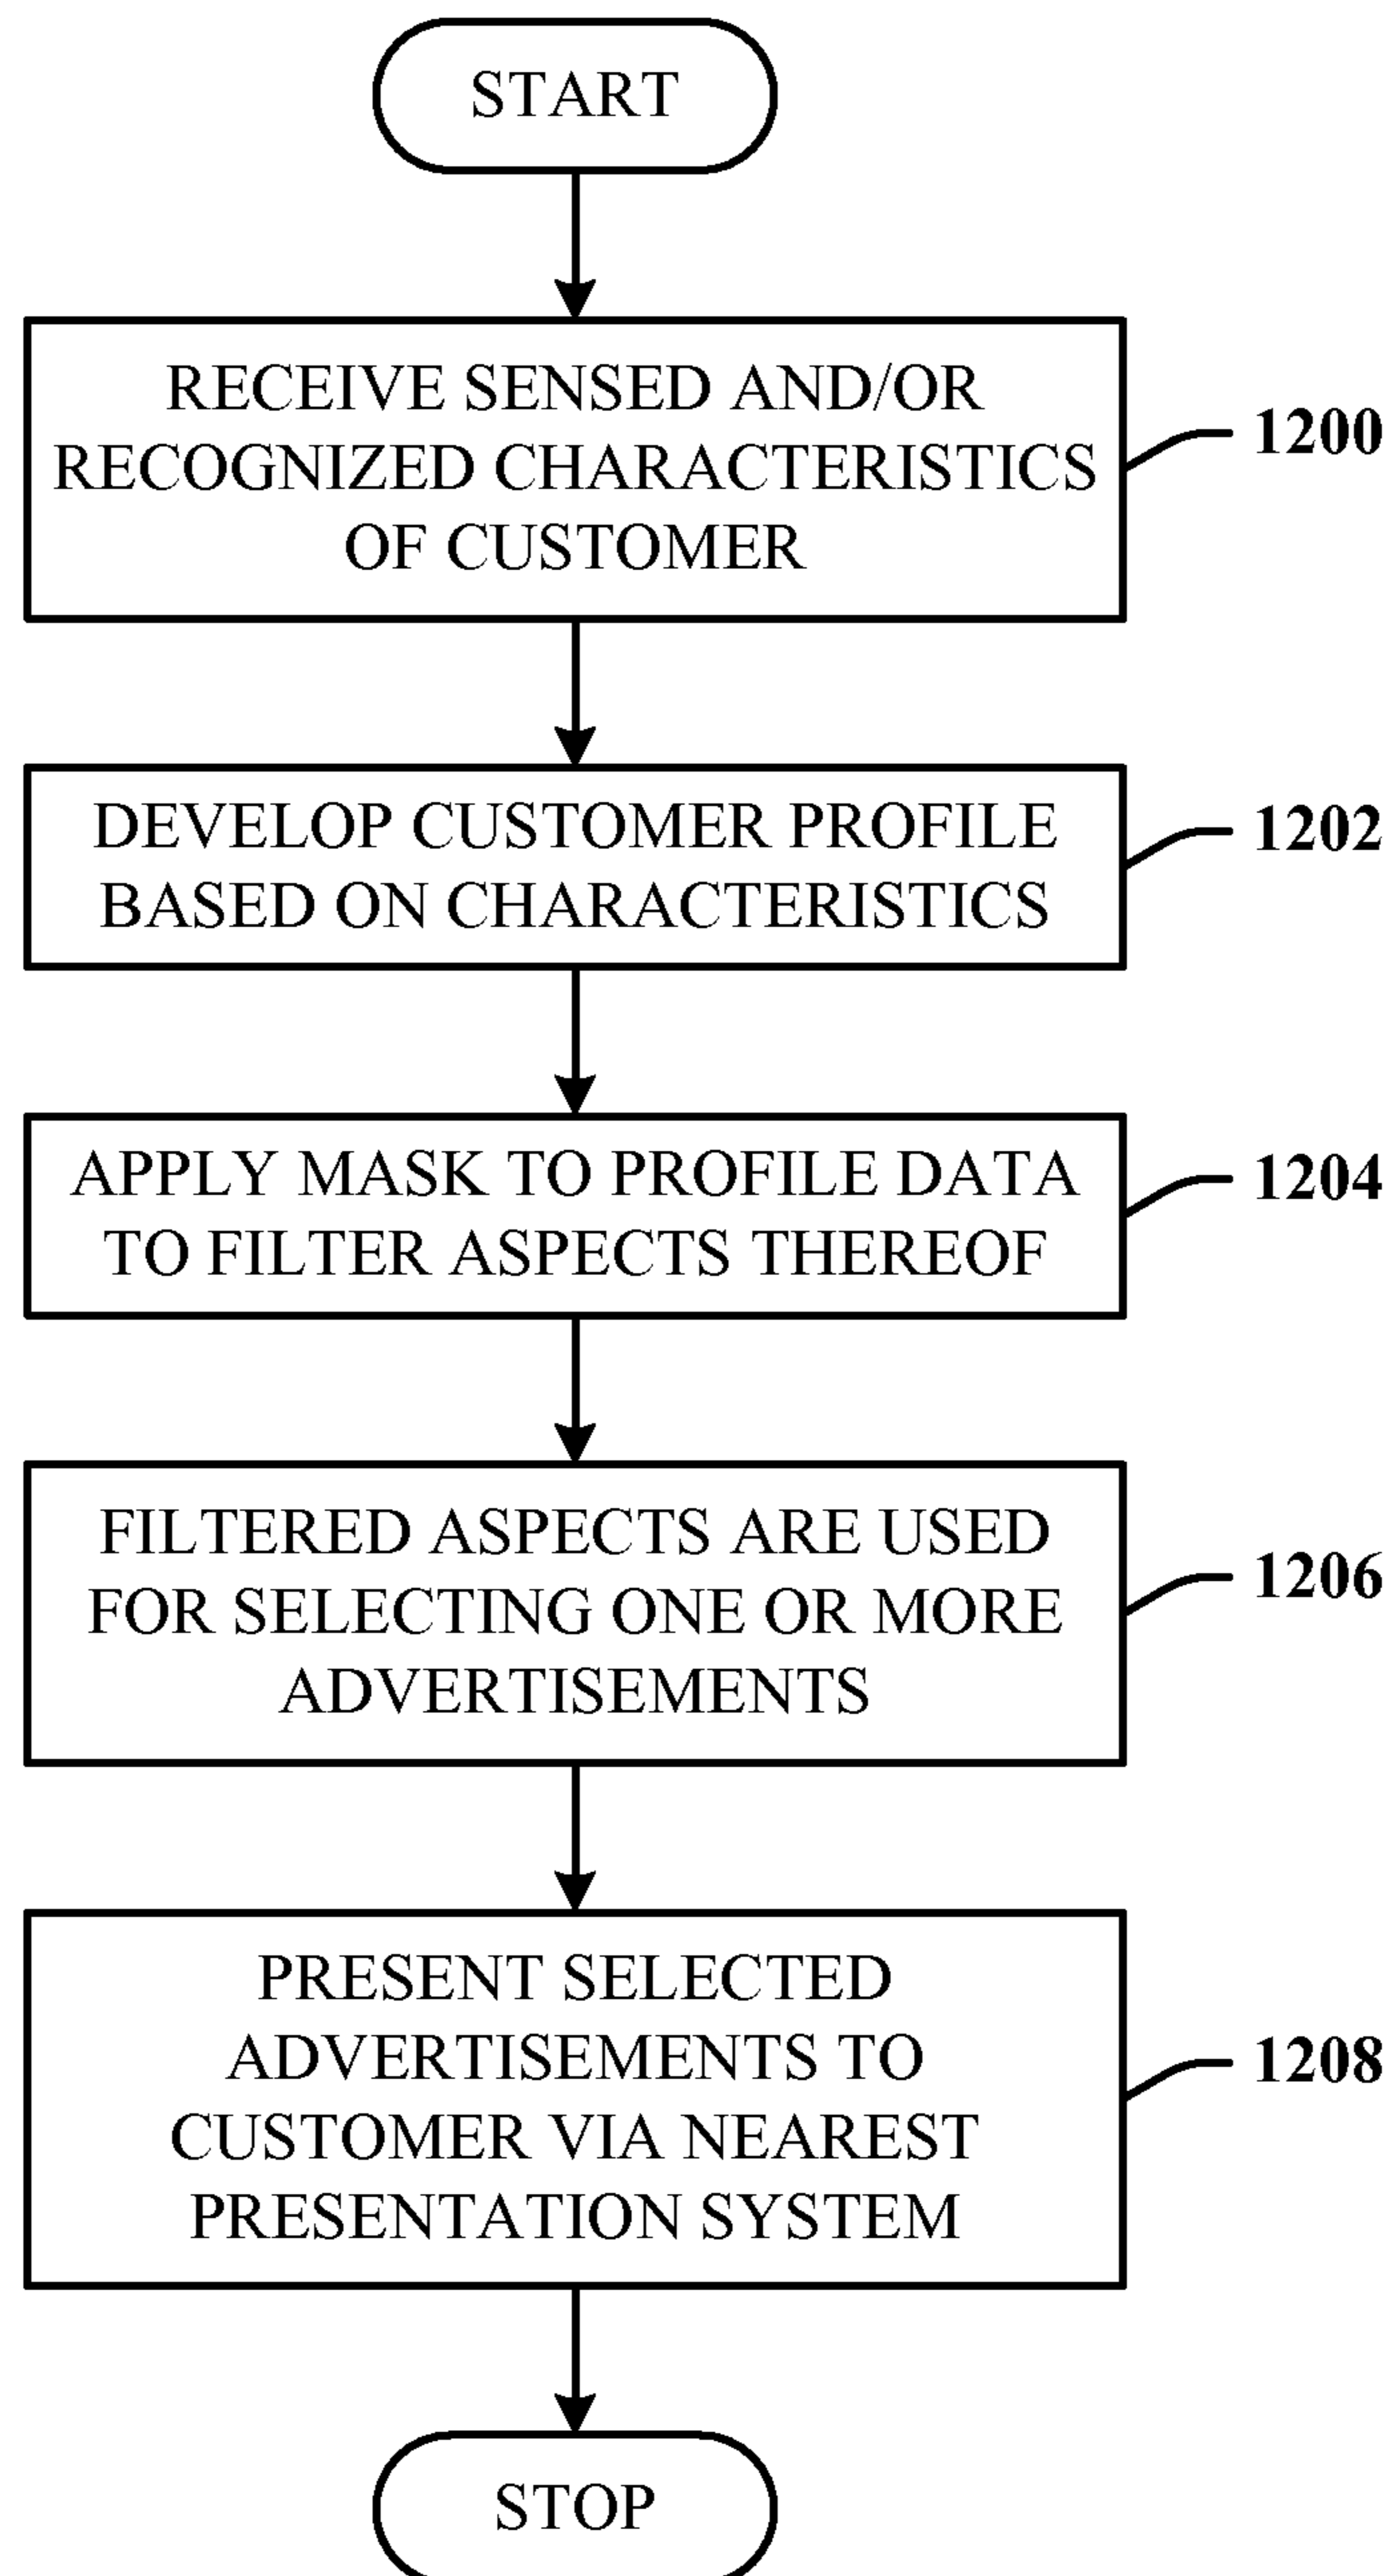 START
RECEIVE SENSED AND/OR
RECOGNIZED CHARACTERISTICS
OF CUSTOMER
1200
DEVELOP CUSTOMER PROFILE
BASED ON CHARACTERISTICS
1202
APPLY MASK TO PROFILE DATA
TO FILTER ASPECTS THEREOF
1204
FILTERED ASPECTS ARE USED
FOR SELECTING ONE OR MORE
ADVERTISEMENTS
1206
PRESENT SELECTED
ADVERTISEMENTS TO
CUSTOMER VIA NEAREST
PRESENTATION SYSTEM
1208
STOP